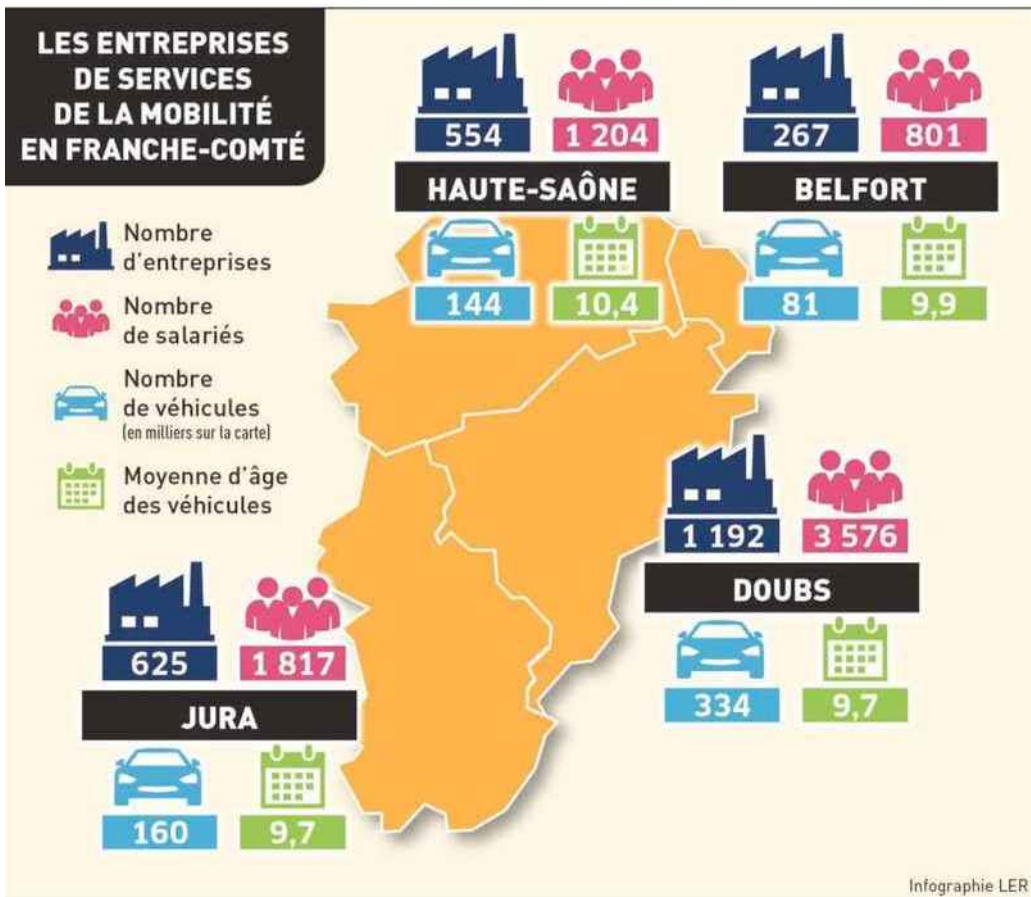 LES ENTREPRISES
DE SERVICES
DE LA MOBILITÉ
EN FRANCHE-COMTÉ
Nombre
d'entreprises
Nombre
de salariés
Nombre
de véhicules
(en milliers sur la carte)
Moyenne d'âge
des véhicules
554 1 204
HAUTE-SAÔNE
144 10,4
267 801
BELFORT
81 9,9
1 192 3 576
DOUBS
334 9,7
625 1 817
JURA
160 9,7
Infographie LER